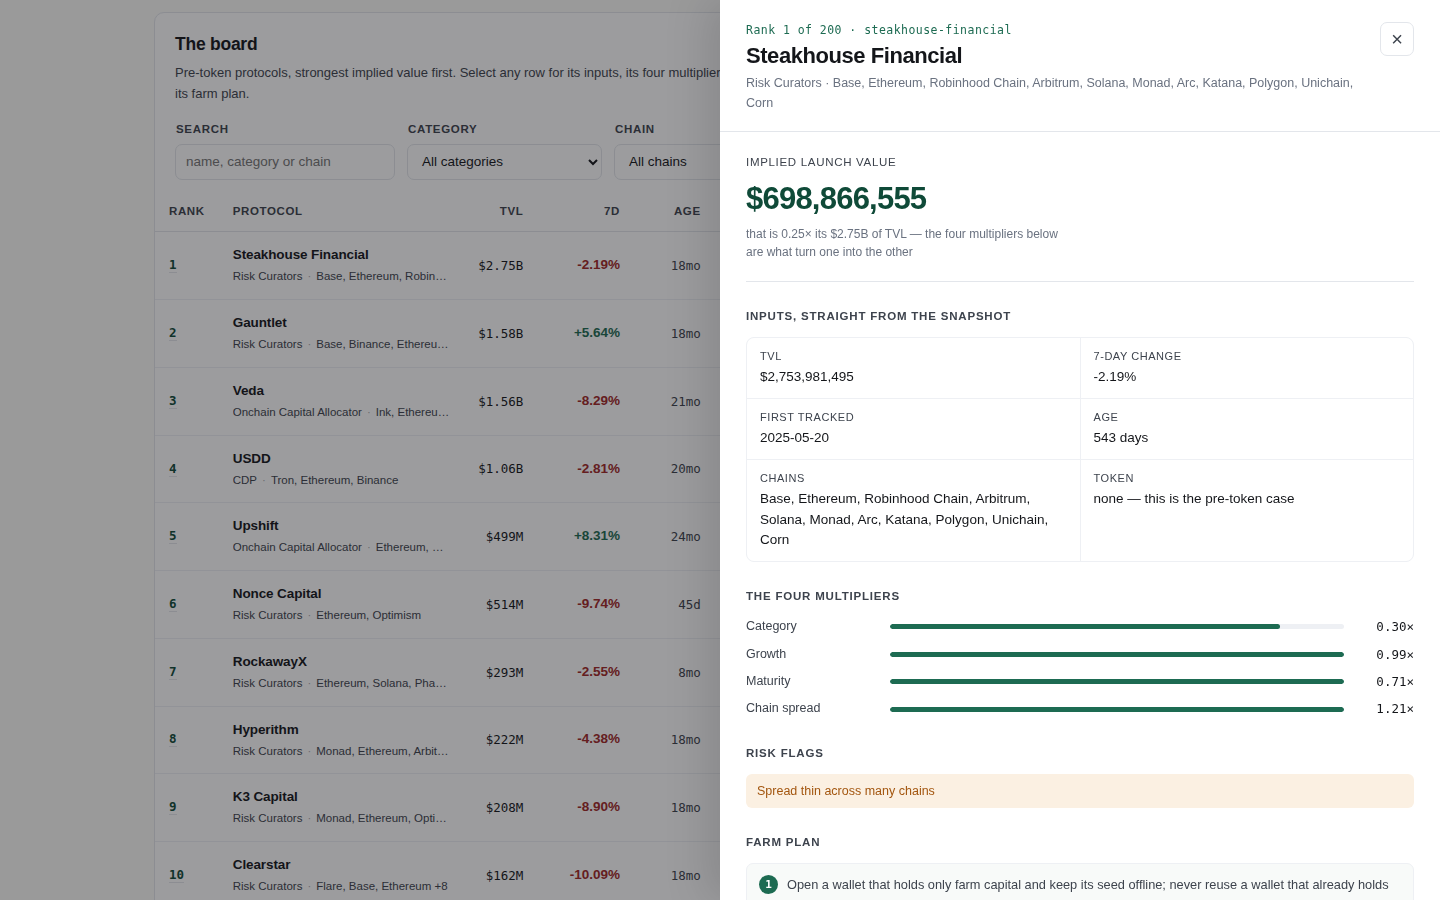 The board
Pre-token protocols, strongest implied value first. Select any row for its inputs, its four multiplier
its farm plan.
SEARCH
CATEGORY
CHAIN
name, category or chain
All categories
All chains
RANK PROTOCOL TVL 7D AGE
1 Steakhouse Financial $2.75B -2.19% 18mo
Risk Curators · Base, Ethereum, Robin…
2 Gauntlet $1.58B +5.64% 18mo
Risk Curators · Base, Binance, Ethereu…
3 Veda $1.56B -8.29% 21mo
Onchain Capital Allocator · Ink, Ethereu…
4 USDD $1.06B -2.81% 20mo
CDP · Tron, Ethereum, Binance
5 Upshift $499M +8.31% 24mo
Onchain Capital Allocator · Ethereum, …
6 Nonce Capital $514M -9.74% 45d
Risk Curators · Ethereum, Optimism
7 RockawayX $293M -2.55% 8mo
Risk Curators · Ethereum, Solana, Pha…
8 Hyperithm $222M -4.38% 18mo
Risk Curators · Monad, Ethereum, Arbit…
9 K3 Capital $208M -8.90% 18mo
Risk Curators · Monad, Ethereum, Opti…
10 Clearstar $162M -10.09% 18mo
Risk Curators · Flare, Base, Ethereum +8
Rank 1 of 200 · steakhouse-financial
Steakhouse Financial
Risk Curators · Base, Ethereum, Robinhood Chain, Arbitrum, Solana, Monad, Arc, Katana, Polygon, Unichain,
Corn
×
IMPLIED LAUNCH VALUE
$698,866,555
that is 0.25× its $2.75B of TVL — the four multipliers below
are what turn one into the other
INPUTS, STRAIGHT FROM THE SNAPSHOT
TVL
$2,753,981,495
7-DAY CHANGE
-2.19%
FIRST TRACKED
2025-05-20
AGE
543 days
CHAINS
Base, Ethereum, Robinhood Chain, Arbitrum,
Solana, Monad, Arc, Katana, Polygon, Unichain,
Corn
TOKEN
none — this is the pre-token case
THE FOUR MULTIPLIERS
Category 0.30×
Growth 0.99×
Maturity 0.71×
Chain spread 1.21×
RISK FLAGS
Spread thin across many chains
FARM PLAN
1 Open a wallet that holds only farm capital and keep its seed offline; never reuse a wallet that already holds